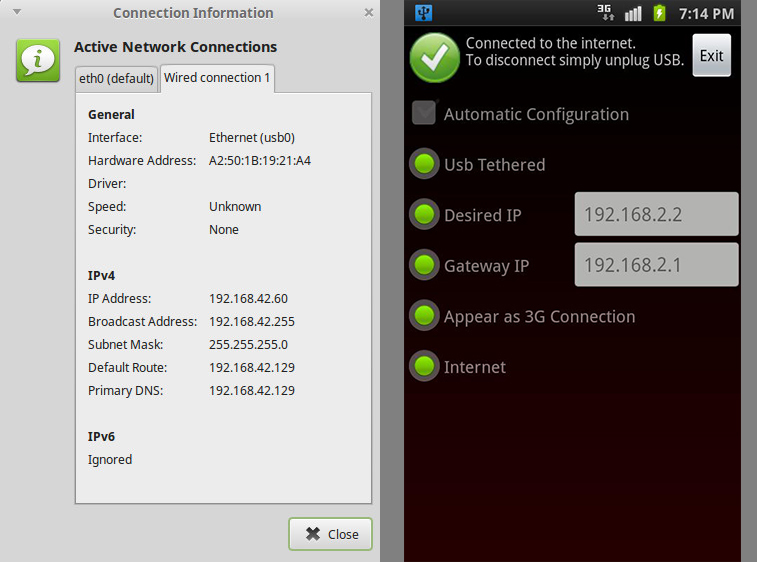 Connection Information
Active Network Connections
eth0 (default)
Wired connection 1
General
Interface: Ethernet (usb0)
Hardware Address: A2:50:1B:19:21:A4
Driver:
Speed: Unknown
Security: None
IPv4
IP Address: 192.168.42.60
Broadcast Address: 192.168.42.255
Subnet Mask: 255.255.255.0
Default Route: 192.168.42.129
Primary DNS: 192.168.42.129
IPv6
Ignored
Close
3G 7:14 PM
Connected to the internet.
To disconnect simply unplug USB.
Exit
Automatic Configuration
Usb Tethered
Desired IP 192.168.2.2
Gateway IP 192.168.2.1
Appear as 3G Connection
Internet